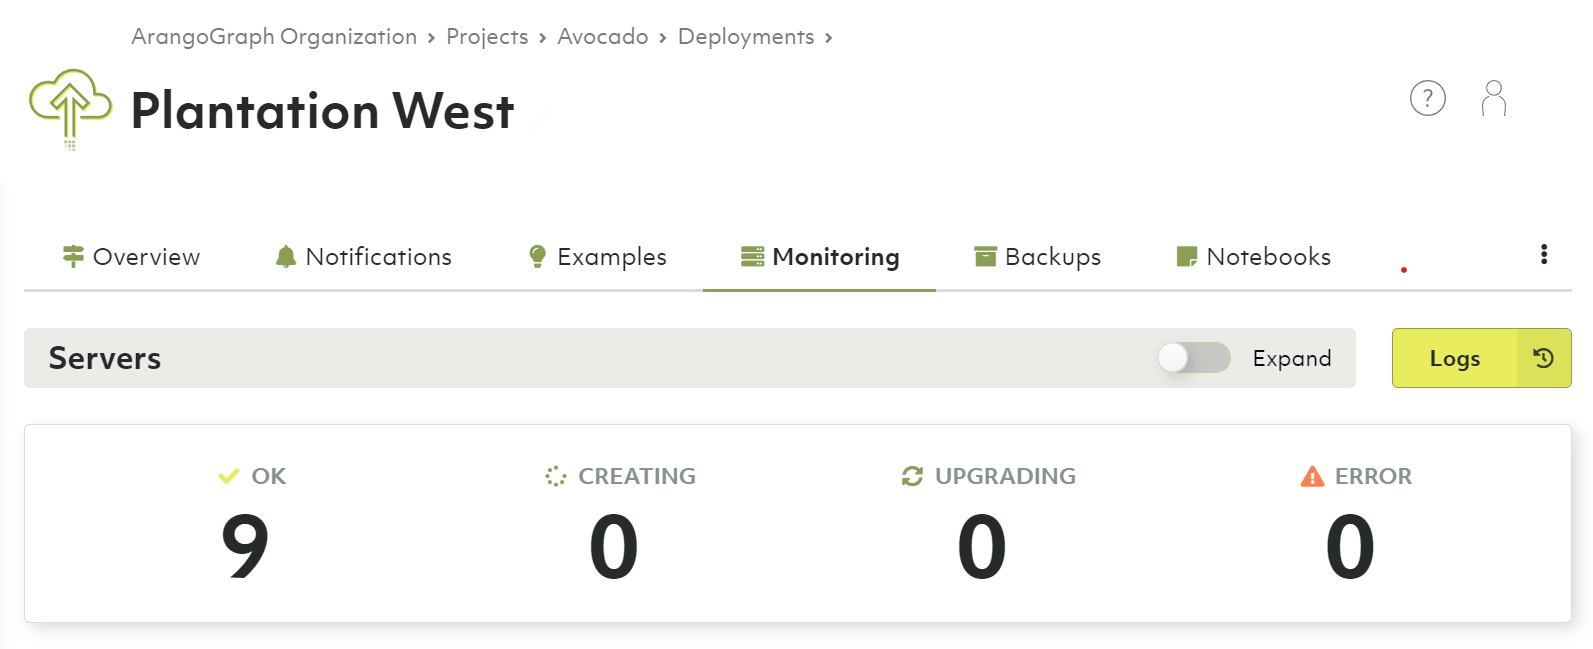 ArangoGraph Organization › Projects › Avocado › Deployments ›
Plantation West
?
Overview Notifications Examples Monitoring Backups Notebooks
Servers Expand Logs
OK CREATING UPGRADING ERROR
9 0 0 0